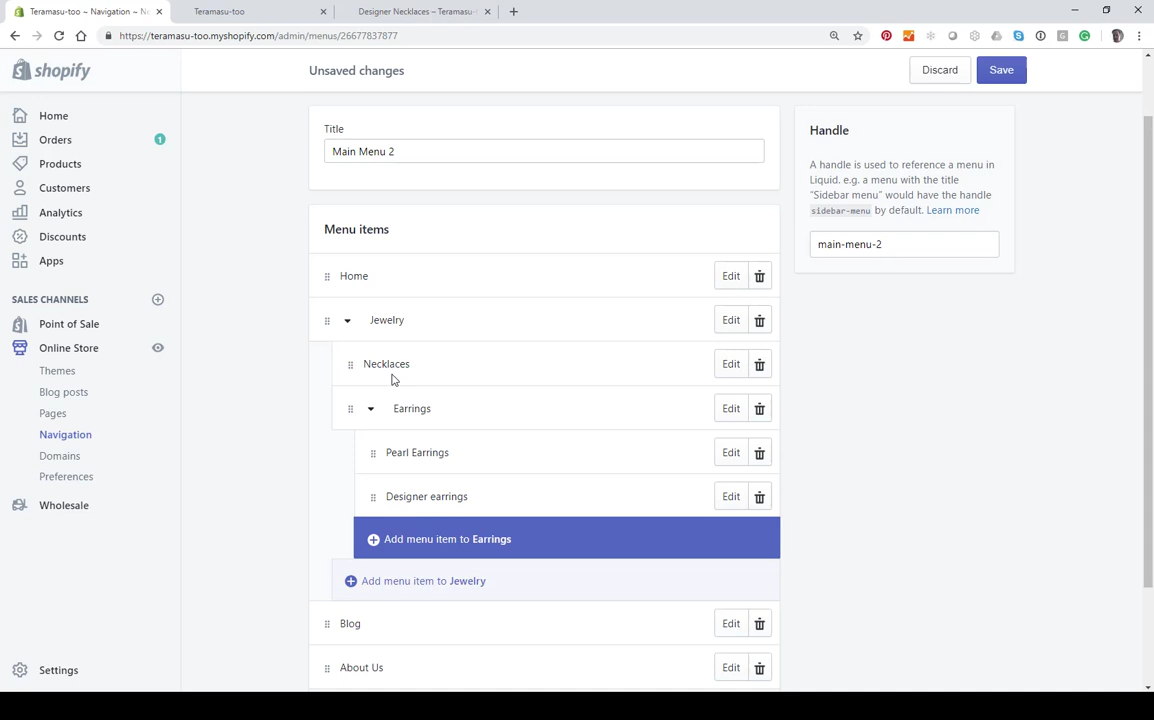 Teramasu-too ~ Navigation ~ Ne
Teramasu-too
Designer Necklaces – Teramasu-t
https://teramasu-too.myshopify.com/admin/menus/26677837877
shopify
Unsaved changes
Discard
Save
Home
Orders
1
Products
Customers
Analytics
Discounts
Apps
SALES CHANNELS
Point of Sale
Online Store
Themes
Blog posts
Pages
Navigation
Domains
Preferences
Wholesale
Settings
Title
Main Menu 2
Menu items
Home
Edit
Jewelry
Edit
Necklaces
Edit
Earrings
Edit
Pearl Earrings
Edit
Designer earrings
Edit
Add menu item to Earrings
Add menu item to Jewelry
Blog
Edit
About Us
Edit
Handle
A handle is used to reference a menu in
Liquid. e.g. a menu with the title
“Sidebar menu” would have the handle
sidebar-menu by default. Learn more
main-menu-2